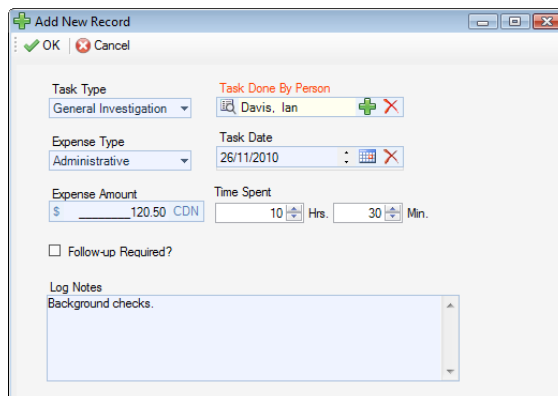 Add New Record
OK Cancel
Task Type
General Investigation
Task Done By Person
Davis, Ian
Expense Type
Administrative
Task Date
26/11/2010 :
Expense Amount
$ ________120.50 CDN
Time Spent
10 Hrs. 30 Min.
Follow-up Required?
Log Notes
Background checks.